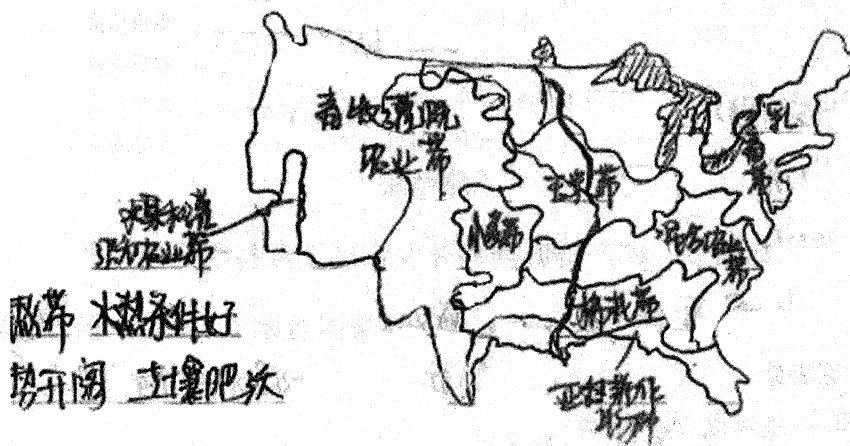 畜牧灌溉
农业带
乳
畜
带
玉米带
小麦带
混合农业
带
水果和灌
溉农业带
棉花带
亚热带作
物带
水热条件好
势开阔 土壤肥沃